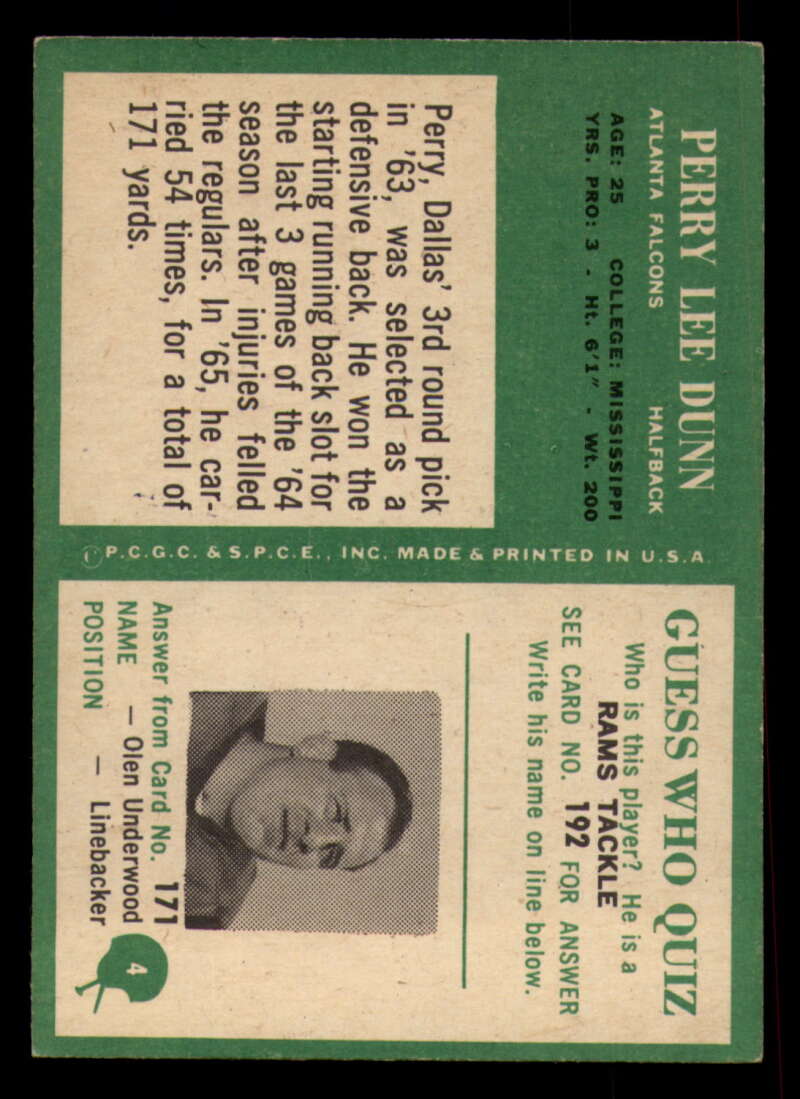 PERRY LEE DUNN
ATLANTA FALCONS HALFBACK
AGE: 25 COLLEGE: MISSISSIPPI
YRS. PRO: 3 - Ht. 6'1" - Wt. 200
Perry, Dallas' 3rd round pick
in '63, was selected as a
defensive back. He won the
starting running back slot for
the last 3 games of the '64
season after injuries felled
the regulars. In '65, he car-
ried 54 times, for a total of
171 yards.
©P.C.G.C. & S.P.C.E., INC. MADE & PRINTED IN U.S.A.
GUESS WHO QUIZ
Who is this player? He is a
RAMS TACKLE
SEE CARD NO. 192 FOR ANSWER
Write his name on line below.
Answer from Card No. 171
NAME — Olen Underwood
POSITION — Linebacker
4